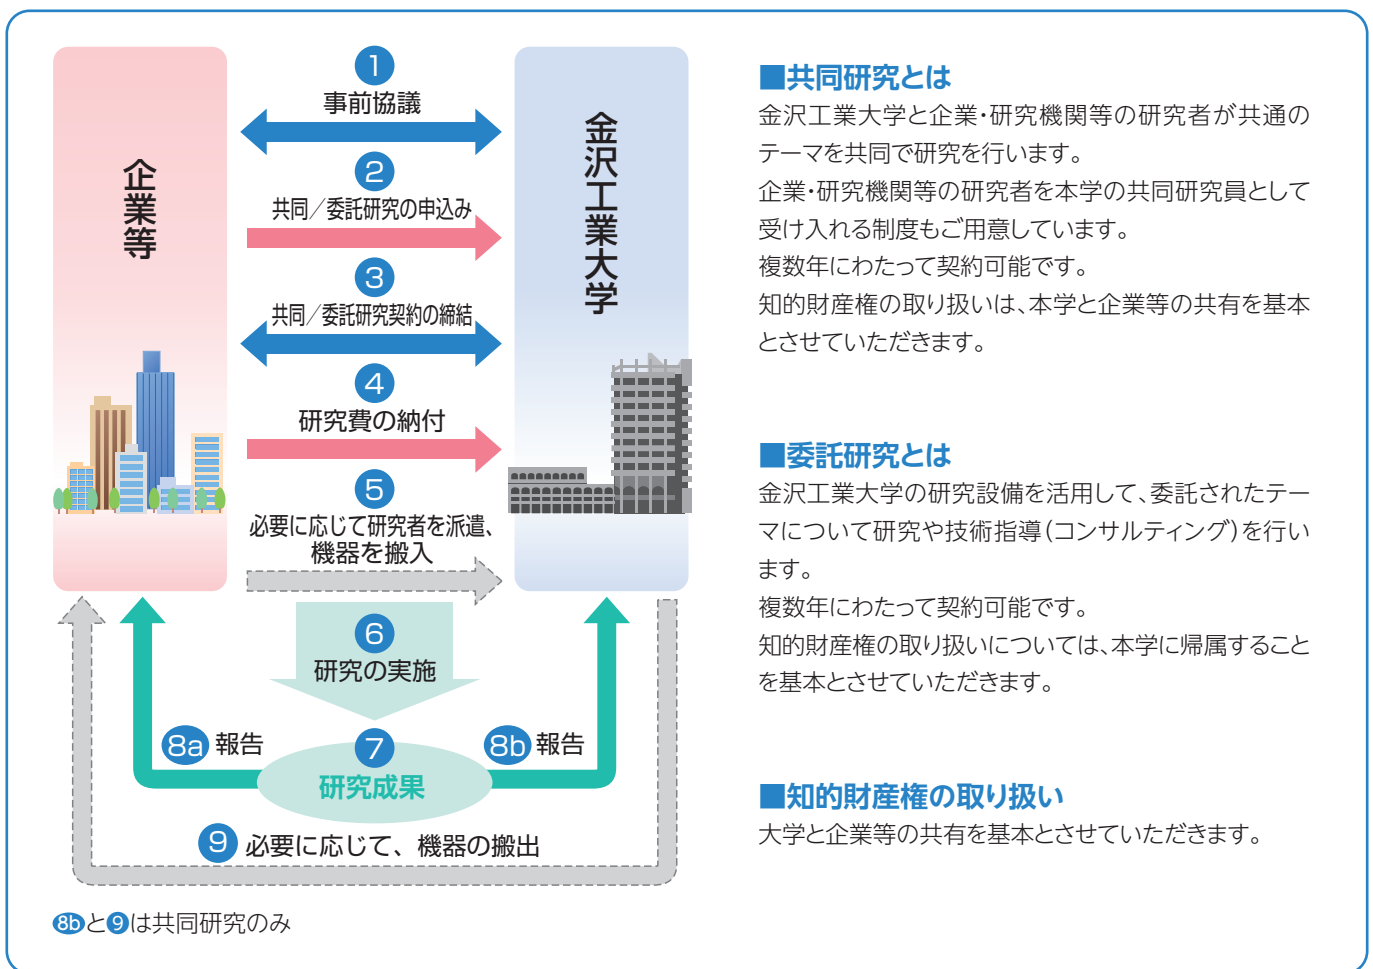 企業等
金沢工業大学
1
事前協議
2
共同／委託研究の申込み
3
共同／委託研究契約の締結
4
研究費の納付
5
必要に応じて研究者を派遣、
機器を搬入
6
研究の実施
7
研究成果
8a 報告
8b 報告
9 必要に応じて、機器の搬出
8bと9は共同研究のみ
■共同研究とは
金沢工業大学と企業・研究機関等の研究者が共通の
テーマを共同で研究を行います。
企業・研究機関等の研究者を本学の共同研究員として
受け入れる制度もご用意しています。
複数年にわたって契約可能です。
知的財産権の取り扱いは、本学と企業等の共有を基本
とさせていただきます。
■委託研究とは
金沢工業大学の研究設備を活用して、委託されたテー
マについて研究や技術指導（コンサルティング）を行い
ます。
複数年にわたって契約可能です。
知的財産権の取り扱いについては、本学に帰属すること
を基本とさせていただきます。
■知的財産権の取り扱い
大学と企業等の共有を基本とさせていただきます。